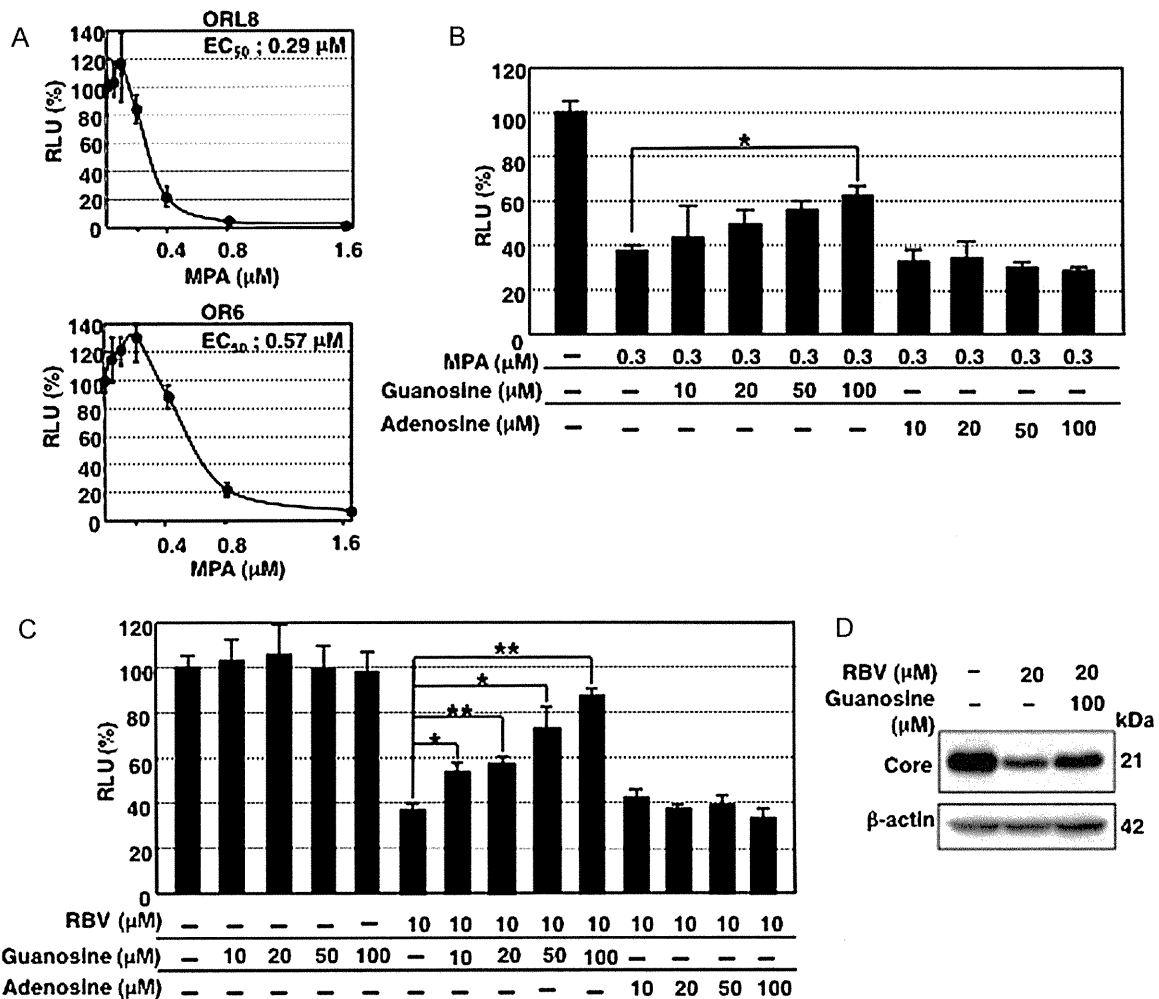 A
ORL8
EC50 ; 0.29 μM
140
120
100
80
60
40
20
0
RLU (%)
0.4 0.8 1.6
MPA (μM)
OR6
EC50 ; 0.57 μM
140
120
100
80
60
40
20
0
RLU (%)
0.4 0.8 1.6
MPA (μM)
B
120
100
80
60
40
20
0
RLU (%)
*
MPA (μM) – 0.3 0.3 0.3 0.3 0.3 0.3 0.3 0.3 0.3
Guanosine (μM) – – 10 20 50 100 – – – –
Adenosine (μM) – – – – – – 10 20 50 100
C
120
100
80
60
40
20
0
RLU (%)
**
*
**
*
RBV (μM) – – – – – 10 10 10 10 10 10 10 10 10
Guanosine (μM) – 10 20 50 100 – 10 20 50 100 – – – –
Adenosine (μM) – – – – – – – – – – 10 20 50 100
D
RBV (μM) – 20 20
Guanosine – – 100
(μM)
kDa
Core 21
β-actin 42